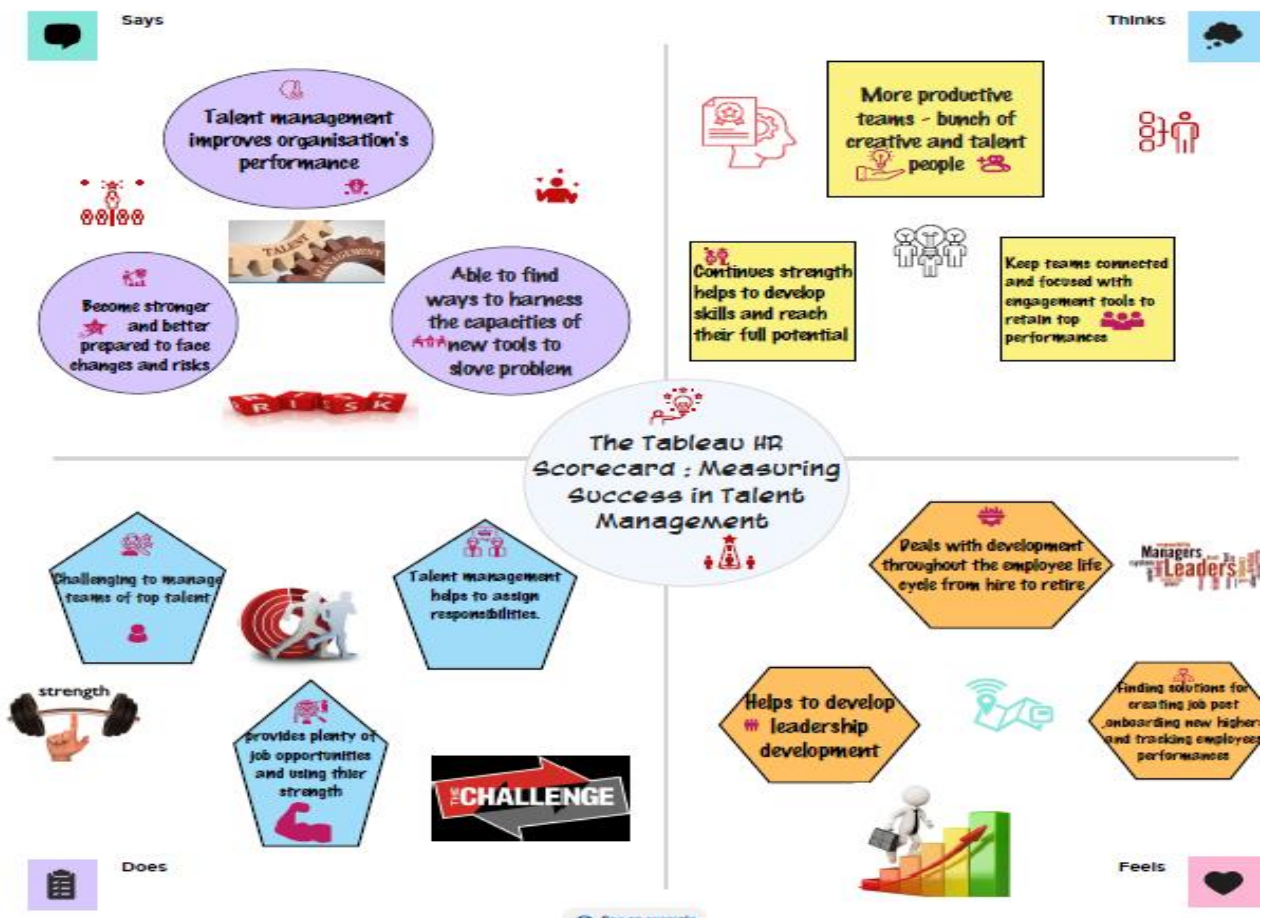 Says
Thinks
Talent management
improves organisation's
performance
More productive
teams - bunch of
creative and talent
people
TALENT
MANAGEMENT
Become stronger
and better
prepared to face
changes and risks
Able to find
ways to harness
the capacities of
new tools to
slove problem
Continues strength
helps to develop
skills and reach
their full potential
Keep teams connected
and focused with
engagement tools to
retain top
performances
RISK
The Tableau HR
Scorecard : Measuring
Success in Talent
Management
Challenging to manage
teams of top talent
Talent management
helps to assign
responsibilities.
strength
provides plenty of
job opportunities
and using thier
strength
THE CHALLENGE
Deals with development
throughout the employee life
cycle from hire to retire
Managers
Leaders
Helps to develop
leadership
development
Finding solutions for
creating job post
,onboarding new higher
and tracking employees
performances
Does
Feels